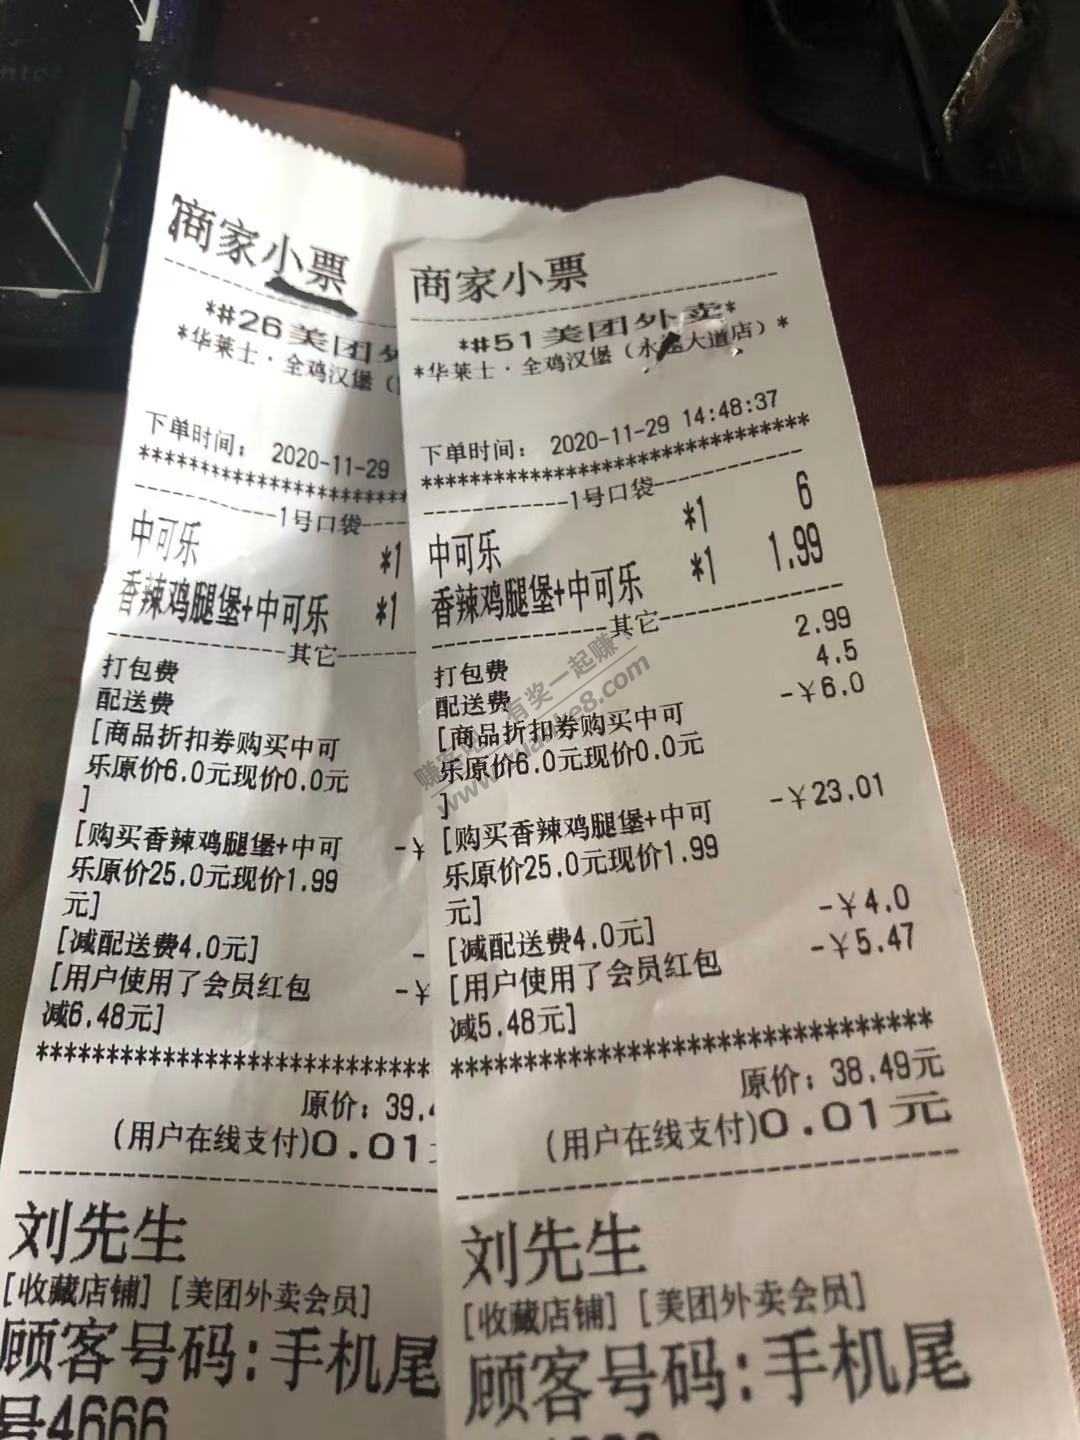 商家小票
*#26美团外
*华莱士·全鸡汉堡（
下单时间： 2020-11-29
********************
1号口袋
中可乐 *1
香辣鸡腿堡+中可乐 *1
其它
打包费
配送费
[商品折扣券购买中可
乐原价6.0元现价0.0元
]
[购买香辣鸡腿堡+中可 -¥
乐原价25.0元现价1.99
元]
[减配送费4.0元] -
[用户使用了会员红包 -¥
减6.48元]
******************************
原价：39.4
(用户在线支付)0.01
刘先生
[收藏店铺] [美团外卖会员]
顾客号码:手机尾
号4666
商家小票
*#51美团外卖*
*华莱士·全鸡汉堡（永 大道店）*
下单时间： 2020-11-29 14:48:37
********************************
1号口袋
中可乐 *1 6
香辣鸡腿堡+中可乐 *1 1.99
其它
打包费 2.99
配送费 4.5
[商品折扣券购买中可 -¥6.0
乐原价6.0元现价0.0元
]
[购买香辣鸡腿堡+中可 -¥23.01
乐原价25.0元现价1.99
元]
[减配送费4.0元] -¥4.0
[用户使用了会员红包 -¥5.47
减5.48元]
********************************
原价：38.49元
(用户在线支付)0.01元
刘先生
[收藏店铺] [美团外卖会员]
顾客号码:手机尾
赚客吧 有奖一起赚!
www.zuanke8.com